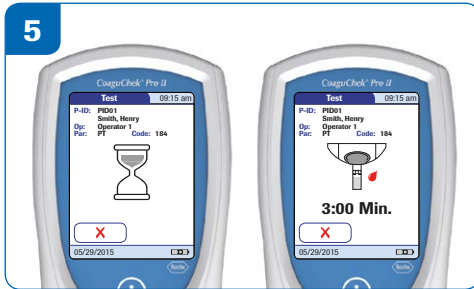 5
CoaguChek® Pro II
Test 09:15 am
P-ID: PID01
Smith, Henry
Op: Operator 1
Par: PT Code: 184
X
05/29/2015
Roche
CoaguChek® Pro II
Test 09:15 am
P-ID: PID01
Smith, Henry
Op: Operator 1
Par: PT Code: 184
3:00 Min.
X
05/29/2015
Roche